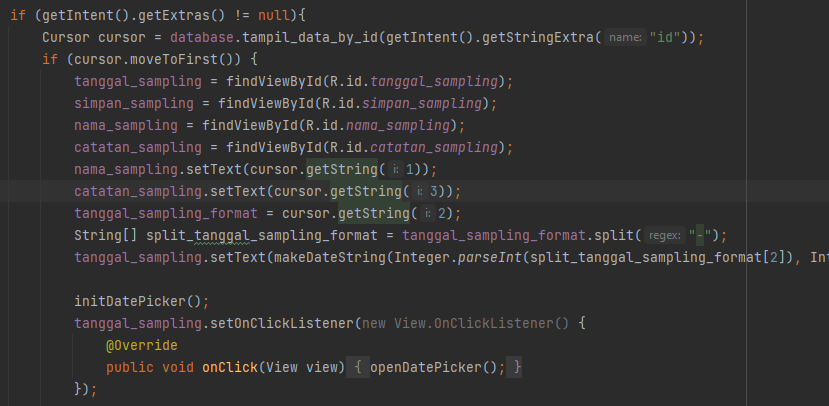 if (getIntent().getExtras() != null){
Cursor cursor = database.tampil_data_by_id(getIntent().getStringExtra( name: "id"));
if (cursor.moveToFirst()) {
tanggal_sampling = findViewById(R.id.tanggal_sampling);
simpan_sampling = findViewById(R.id.simpan_sampling);
nama_sampling = findViewById(R.id.nama_sampling);
catatan_sampling = findViewById(R.id.catatan_sampling);
nama_sampling.setText(cursor.getString( i: 1));
catatan_sampling.setText(cursor.getString( i: 3));
tanggal_sampling_format = cursor.getString( i: 2);
String[] split_tanggal_sampling_format = tanggal_sampling_format.split( regex: "-");
tanggal_sampling.setText(makeDateString(Integer.parseInt(split_tanggal_sampling_format[2]), Int
initDatePicker();
tanggal_sampling.setOnClickListener(new View.OnClickListener() {
@Override
public void onClick(View view) { openDatePicker(); }
});